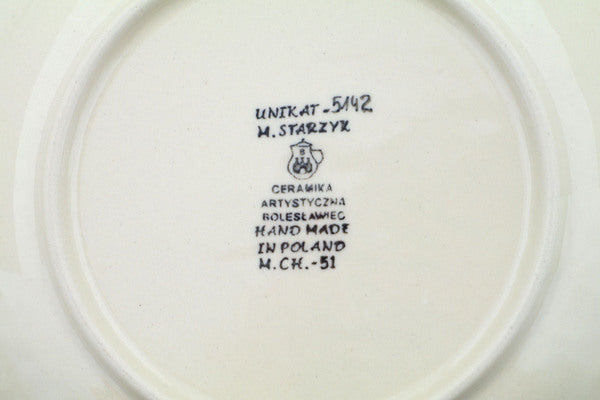 UNIKAT-5142
M. STARZYK
B
CERAMIKA
ARTYSTYCZNA
BOLESŁAWIEC
HAND MADE
IN POLAND
M.CH.-51